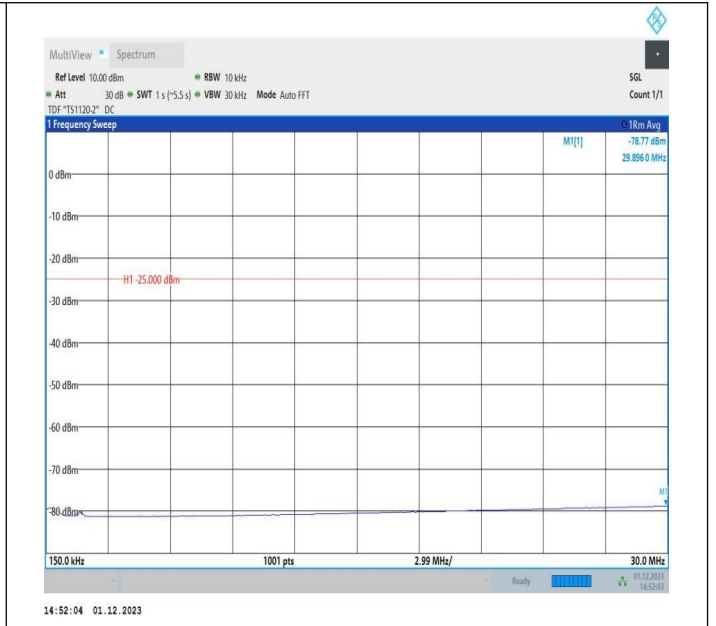 MultiView Spectrum
Ref Level 10.00 dBm RBW 10 kHz SGL
Att 30 dB SWT 1 s (~5.5 s) VBW 30 kHz Mode Auto FFT Count 1/1
TDF "TS1120-2" DC
1 Frequency Sweep 1Rm Avg
M1[1] -78.77 dBm
29.896 0 MHz
0 dBm
-10 dBm
-20 dBm
H1 -25.000 dBm
-30 dBm
-40 dBm
-50 dBm
-60 dBm
-70 dBm
M1
-80 dBm
150.0 kHz 1001 pts 2.99 MHz/ 30.0 MHz
Ready 01.12.2023
14:52:03
14:52:04 01.12.2023